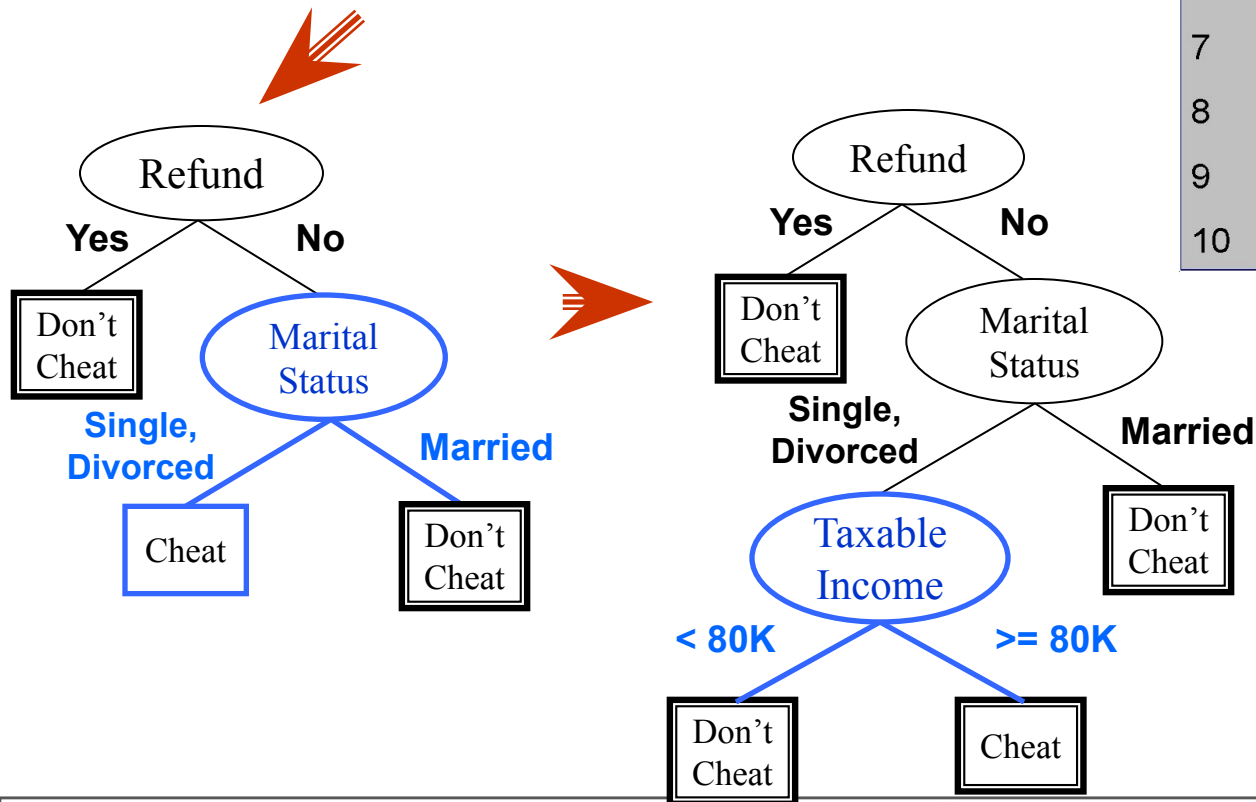 Refund
Yes
No
Don't
Cheat
Marital
Status
Single,
Divorced
Married
Cheat
Don't
Cheat
Refund
Yes
No
Don't
Cheat
Marital
Status
Single,
Divorced
Married
Taxable
Income
Don't
Cheat
< 80K
>= 80K
Don't
Cheat
Cheat
7
8
9
10